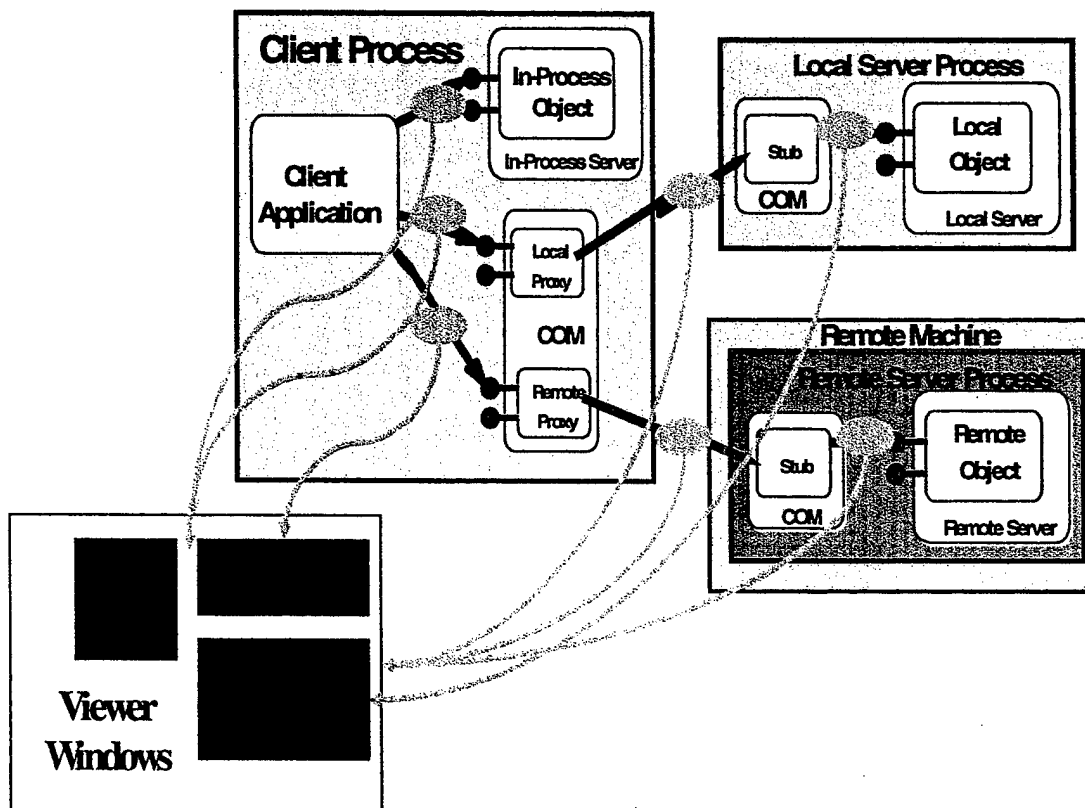 Client Process
In-Process
Object
In-Process Server
Client
Application
Local
Proxy
COM
Remote
Proxy
Local Server Process
Stub
COM
Local
Object
Local Server
Remote Machine
Remote Server Process
Stub
COM
Remote
Object
Remote Server
Viewer
Windows